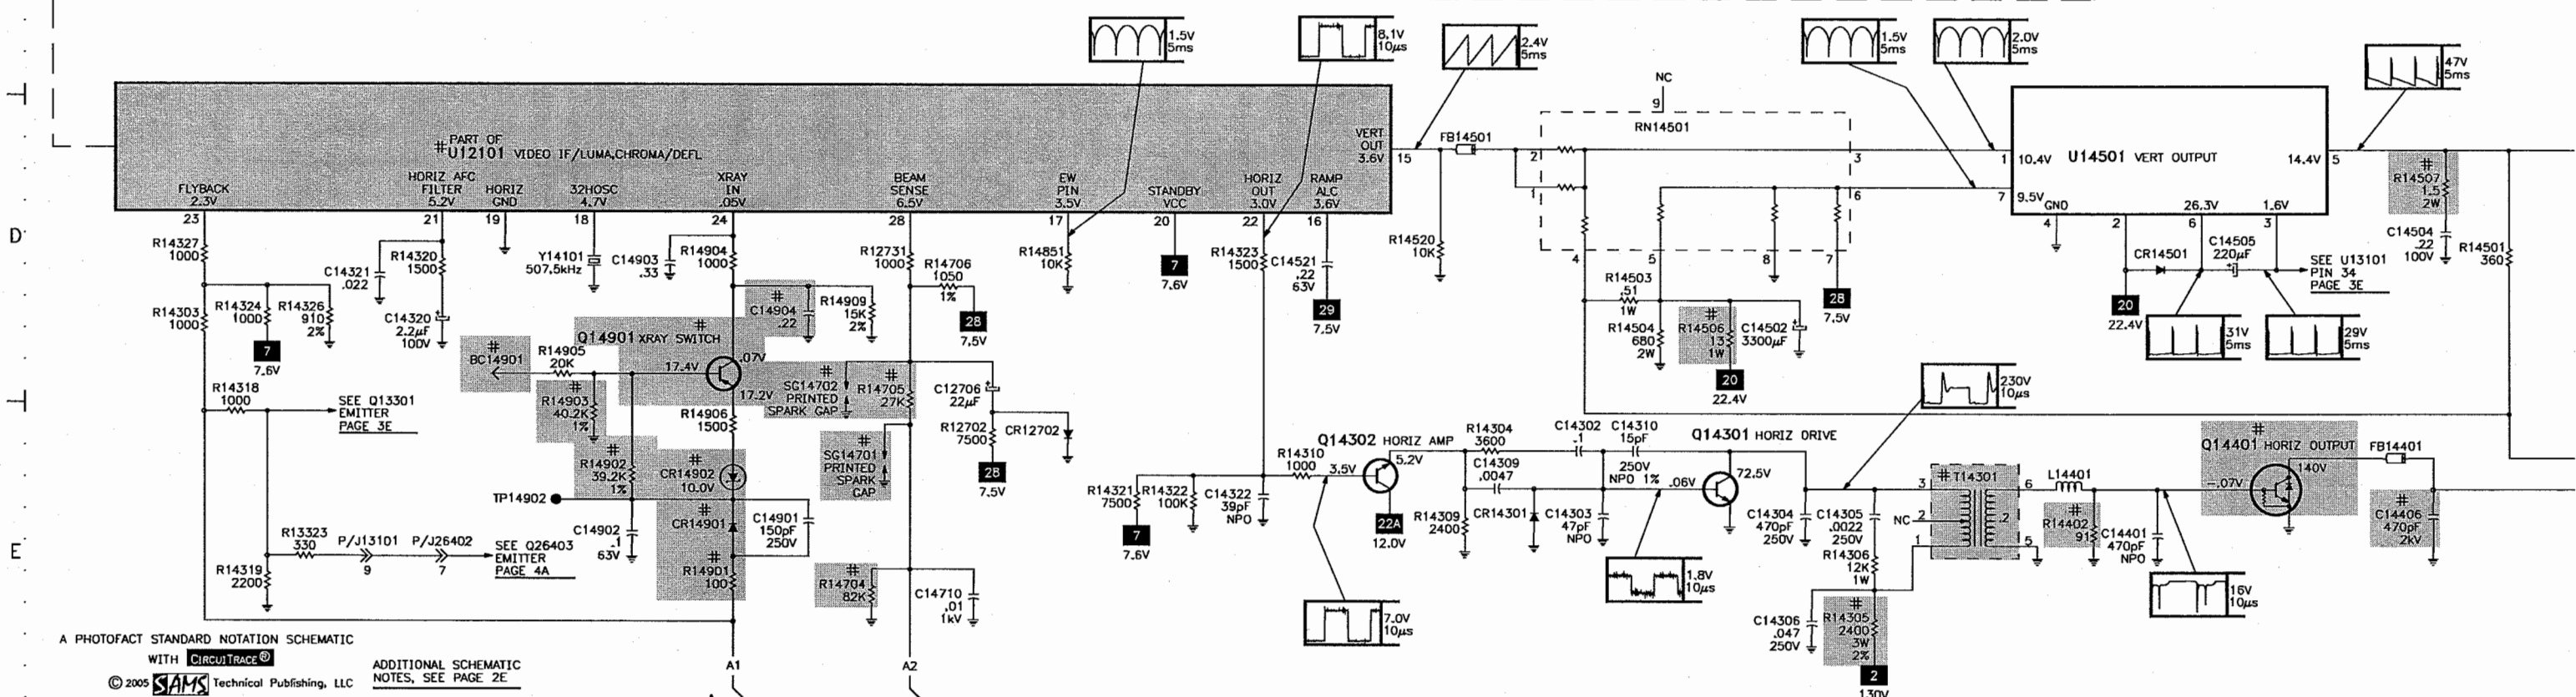 1.5V
5ms
8.1V
10µs
2.4V
5ms
1.5V
5ms
2.0V
5ms
47V
5ms
NC
9
RN14501
PART OF
# U12101 VIDEO IF/LUMA,CHROMA/DEFL
VERT
OUT
3.6V
15
FB14501
2
3
1
6
1 10.4V
U14501 VERT OUTPUT
14.4V 5
7 9.5V
GND
4
26.3V
1.6V
2
6
3
FLYBACK
2.3V
23
HORIZ AFC
FILTER
5.2V
21
HORIZ
GND
19
32HOSC
4.7V
18
XRAY
IN
.05V
24
BEAM
SENSE
6.5V
28
EW
PIN
3.5V
17
STANDBY
VCC
20
HORIZ
OUT
3.0V
22
RAMP
ALC
3.6V
16
#
R14507
1.5
2W
C14504
.22
100V
R14501
360
D
R14327
1000
C14321
.022
R14320
1500
Y14101
507.5kHz
C14903
.33
R14904
1000
R12731
1000
R14706
1050
1%
28
7.5V
R14851
10K
7
7.6V
R14323
1500
C14521
.22
63V
29
7.5V
R14520
10K
4
5
8
7
R14503
.51
1W
28
7.5V
CR14501
C14505
220µF
SEE U13101
PIN 34
PAGE 3E
20
22.4V
31V
5ms
29V
5ms
R14303
1000
R14324
1000
R14326
910
2%
7
7.6V
C14320
2.2µF
100V
#
C14904
.22
R14909
15K
2%
R14504
680
2W
#
R14506
13
1W
C14502
3300µF
20
22.4V
#
Q14901 XRAY SWITCH
.07V
17.4V
17.2V
#
BC14901
R14905
20K
#
R14903
40.2K
1%
#
SG14702
PRINTED
SPARK GAP
#
R14705
27K
C12706
22µF
R14318
1000
SEE Q13301
EMITTER
PAGE 3E
R14906
1500
R12702
7500
CR12702
28
7.5V
230V
10µs
#
R14902
39.2K
1%
#
CR14902
10.0V
#
SG14701
PRINTED
SPARK
GAP
Q14302 HORIZ AMP
R14310
1000
3.5V
5.2V
22A
12.0V
R14304
3600
C14302
.1
C14310
15pF
250V
NPO 1%
C14309
.0047
Q14301 HORIZ DRIVE
72.5V
.06V
#
Q14401 HORIZ OUTPUT
140V
-.07V
FB14401
TP14902
C14902
.1
63V
#
CR14901
C14901
150pF
250V
R14321
7500
7
7.6V
R14322
100K
C14322
39pF
NPO
R14309
2400
CR14301
C14303
47pF
NPO
C14304
470pF
250V
C14305
.0022
250V
R14306
12K
1W
3
# T14301
6
NC
2
.2
1
5
L14401
#
R14402
91
C14401
470pF
NPO
#
C14406
470pF
2kV
E
R13323
330
P/J13101
9
P/J26402
7
SEE Q26403
EMITTER
PAGE 4A
R14319
2200
#
R14901
100
#
R14704
82K
C14710
.01
1kV
7.0V
10µs
1.8V
10µs
16V
10µs
C14306
.047
250V
#
R14305
2400
3W
2%
2
130V
A1
A2
A PHOTOFACT STANDARD NOTATION SCHEMATIC
WITH CIRCUITRACE®
© 2005 SAMS Technical Publishing, LLC
ADDITIONAL SCHEMATIC
NOTES, SEE PAGE 2E